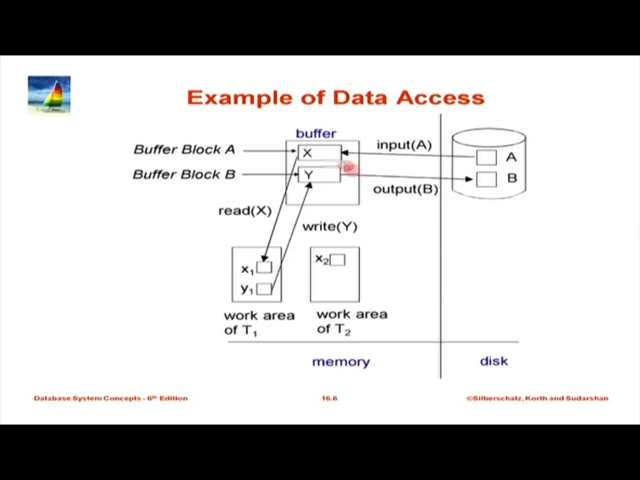 Example of Data Access
buffer
Buffer Block A
X
input(A)
A
Buffer Block B
Y
output(B)
B
read(X)
write(Y)
x1
x2
y1
work area
of T1
work area
of T2
memory
disk
Database System Concepts - 6th Edition
16.6
©Silberschatz, Korth and Sudarshan